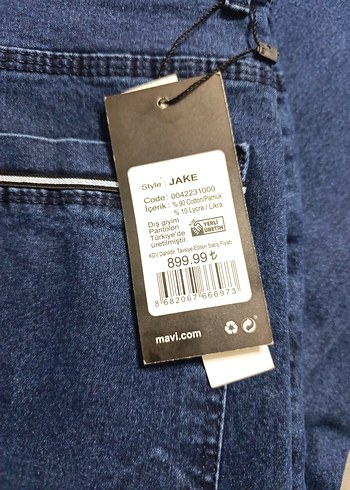 Style : JAKE
Code : 0042231000
İçerik : % 90 Cotton/Pamuk
% 10 Lycra / Likra
Dış giyim
Pantolon
Türkiye'de
üretilmiştir.
YERLİ
ÜRETİM
KDV Dahildir. Tavsiye Edilen Satış Fiyatı
899.99 ₺
8 682067 666973
mavi.com